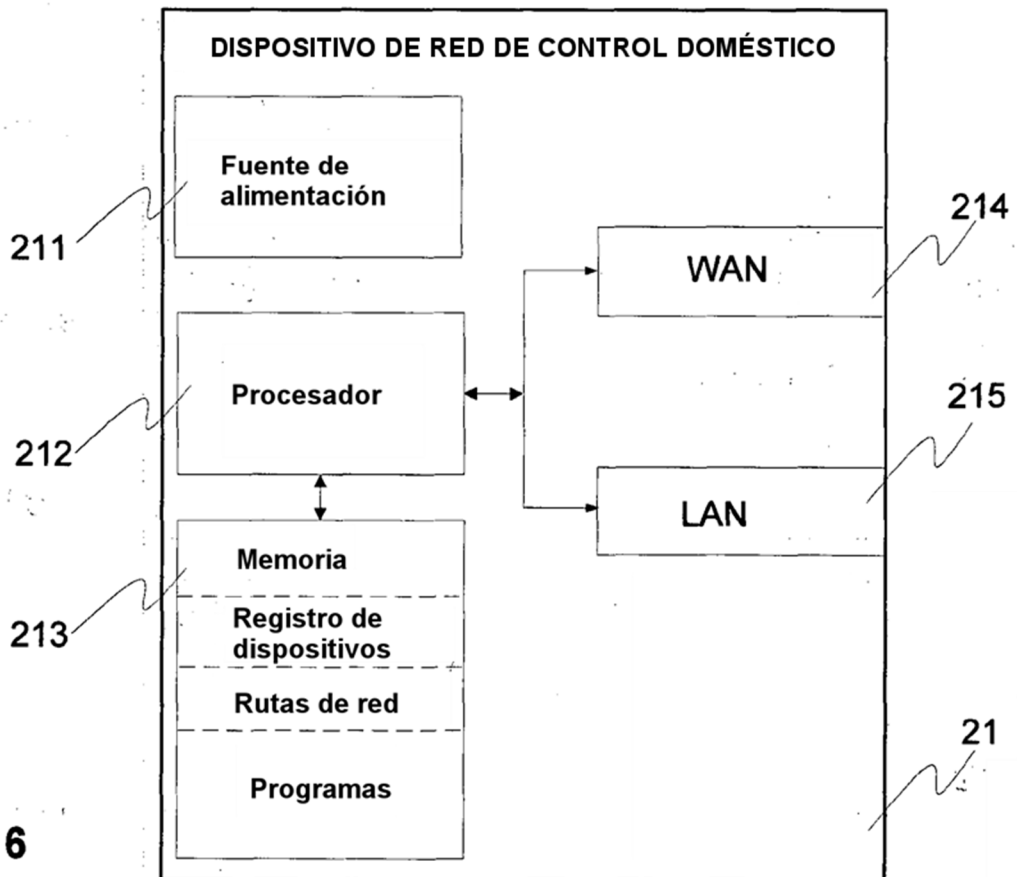 DISPOSITIVO DE RED DE CONTROL DOMÉSTICO
Fuente de
alimentación
211
214
WAN
Procesador
212
215
LAN
Memoria
213
Registro de
dispositivos
Rutas de red
21
Programas
6